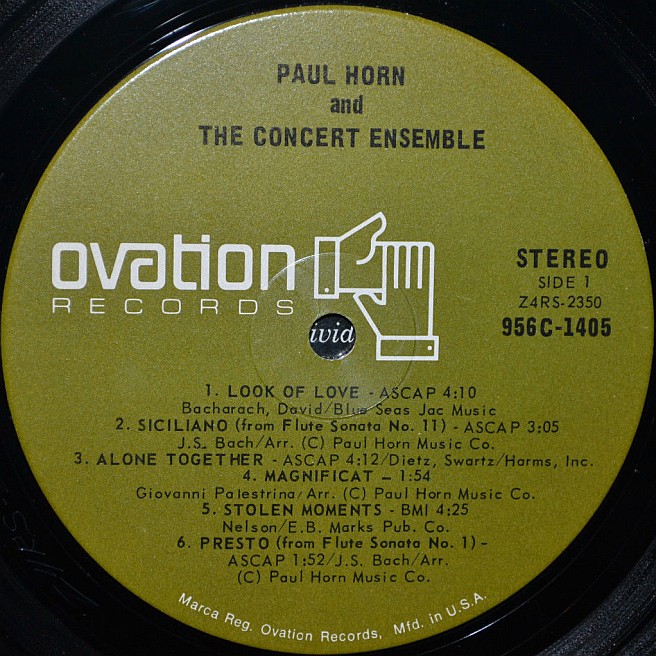 PAUL HORN
and
THE CONCERT ENSEMBLE
ovation
RECORDS
STEREO
SIDE 1
Z4RS-2350
956C-1405
ivid
1. LOOK OF LOVE - ASCAP 4:10
Bacharach, David/Blue Seas Jac Music
2. SICILIANO (from Flute Sonata No. 11) - ASCAP 3:05
J.S. Bach/Arr. (C) Paul Horn Music Co.
3. ALONE TOGETHER - ASCAP 4:12/Dietz, Swartz/Harms, Inc.
4. MAGNIFICAT - 1:54
Giovanni Palestrina/Arr. (C) Paul Horn Music Co.
5. STOLEN MOMENTS - BMI 4:25
Nelson/E.B. Marks Pub. Co.
6. PRESTO (from Flute Sonata No. 1) -
ASCAP 1:52/J.S. Bach/Arr.
(C) Paul Horn Music Co.
Marca Reg. Ovation Records, Mfd. in U.S.A.